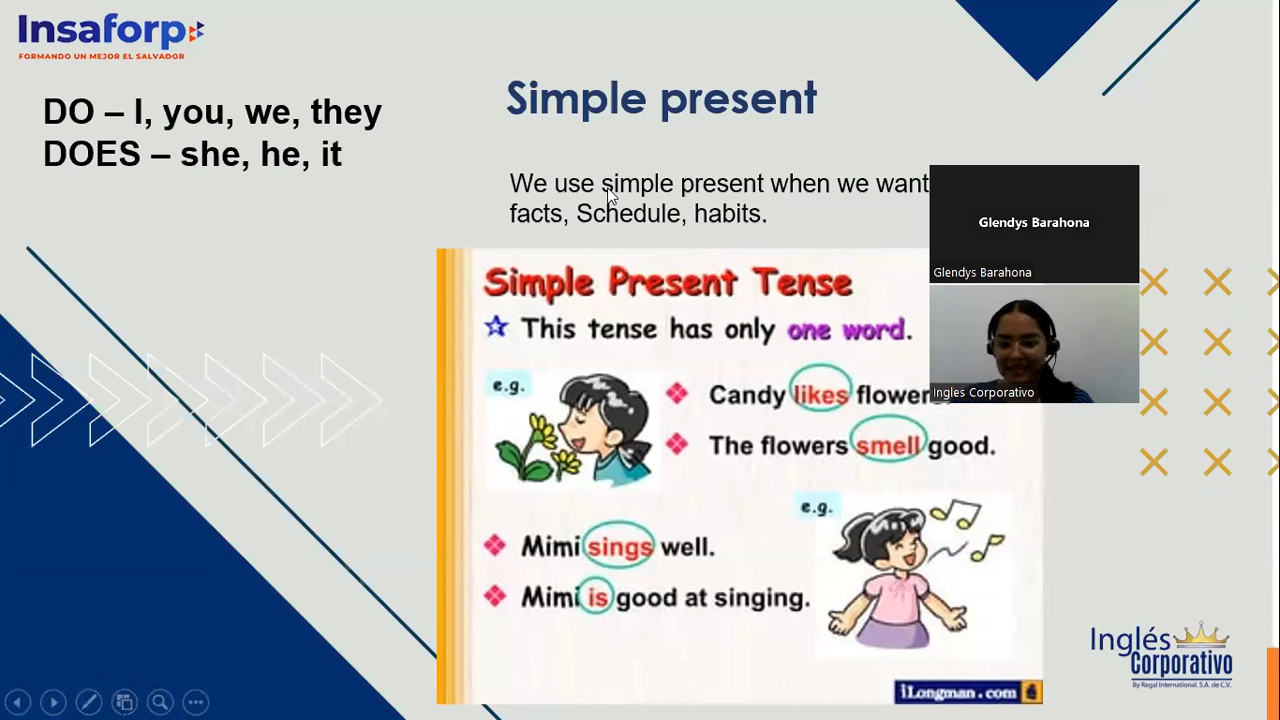 Insaforp
FORMANDO UN MEJOR EL SALVADOR
DO – I, you, we, they
DOES – she, he, it
Simple present
We use simple present when we want
facts, Schedule, habits.
Glendys Barahona
Glendys Barahona
Ingles Corporativo
Simple Present Tense
This tense has only one word.
e.g.
Candy likes flower
The flowers smell good.
e.g.
Mimi sings well.
Mimi is good at singing.
iLongman.com
Inglés
Corporativo
By Regal International, S.A. de C.V.